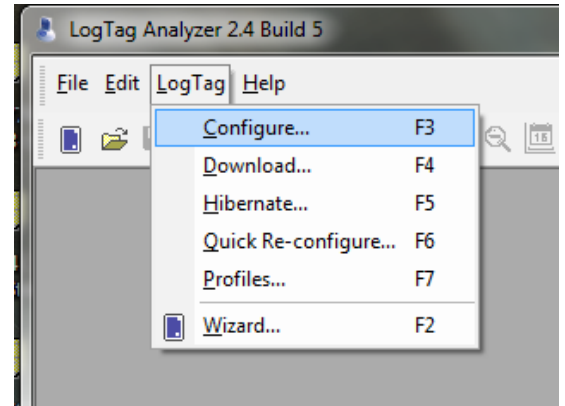 LogTag Analyzer 2.4 Build 5
File Edit LogTag Help
Configure... F3
Download... F4
Hibernate... F5
Quick Re-configure... F6
Profiles... F7
Wizard... F2
15